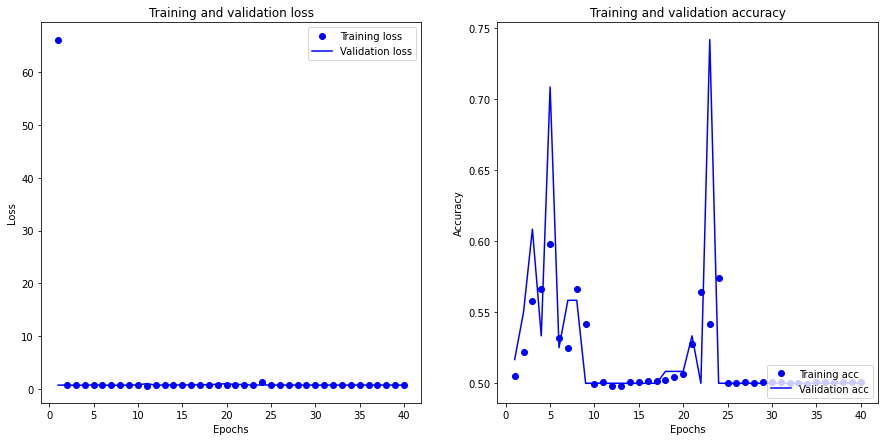 Training and validation loss
Training loss
Validation loss
60
50
40
30
20
10
0
Loss
0 5 10 15 20 25 30 35 40
Epochs
Training and validation accuracy
0.75
0.70
0.65
0.60
0.55
0.50
Accuracy
Training acc
Validation acc
0 5 10 15 20 25 30 35 40
Epochs